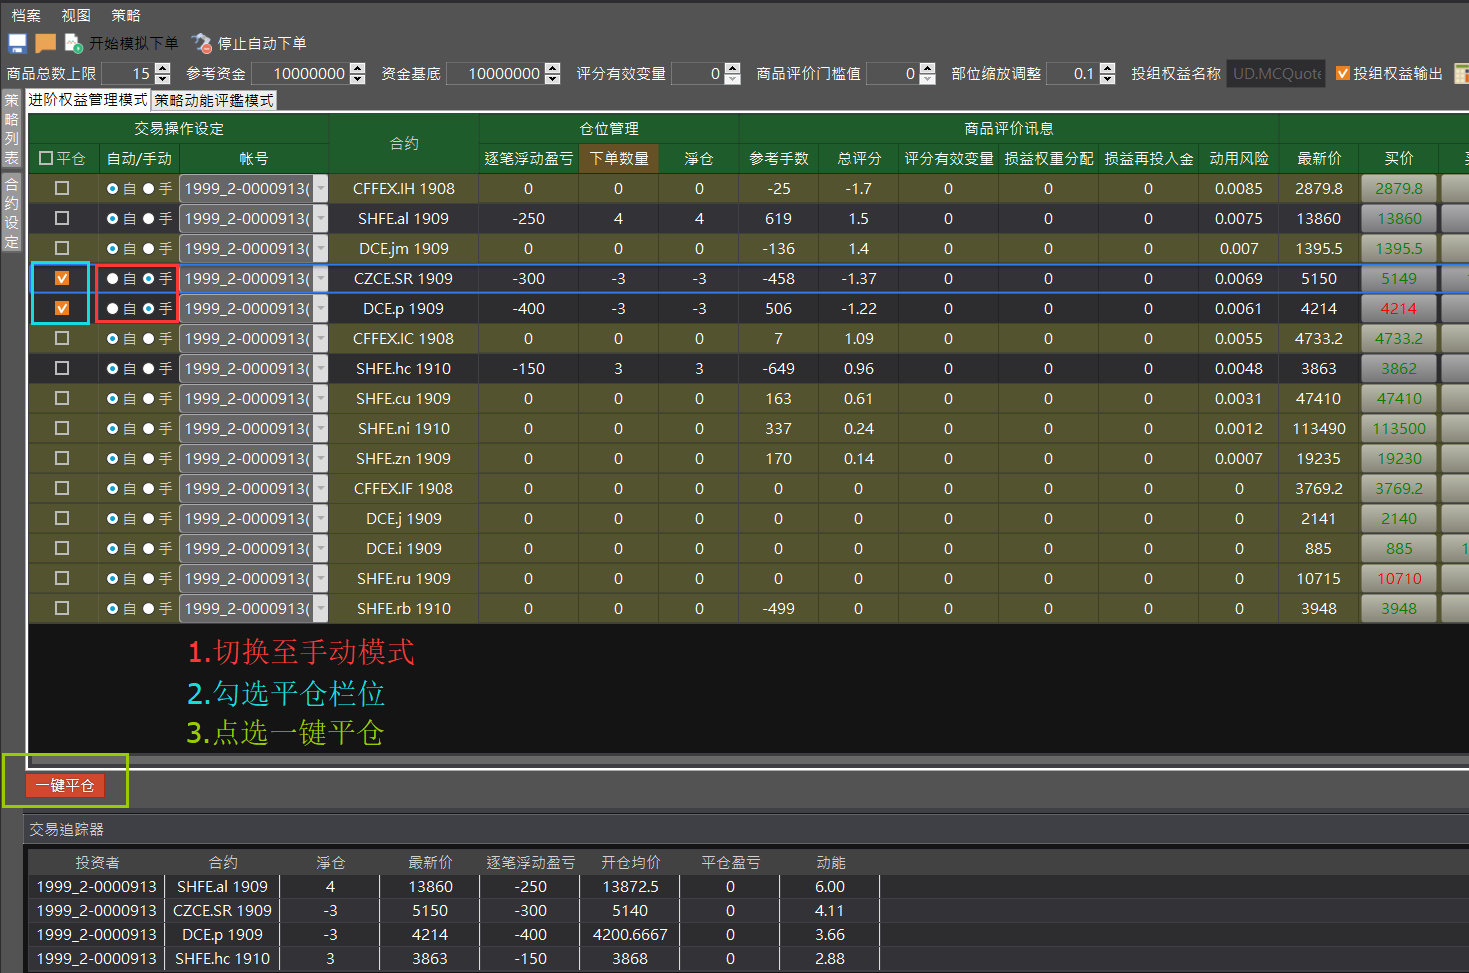 档案 视图 策略
开始模拟下单 停止自动下单
商品总数上限 15 参考资金 10000000 资金基底 10000000 评分有效变量 0 商品评价门槛值 0 部位缩放调整 0.1 投组权益名称 UD.MCQuote 投组权益输出
策略列表
合约设定
进阶权益管理模式 策略动能评鑑模式
交易操作设定 合约 仓位管理 商品评价讯息
平仓 自动/手动 帐号 逐笔浮动盈亏 下单数量 淨仓 参考手数 总评分 评分有效变量 损益权重分配 损益再投入金 动用风险 最新价 买价
自 手 1999_2-0000913( CFFEX.IH 1908 0 0 0 -25 -1.7 0 0 0 0.0085 2879.8 2879.8
自 手 1999_2-0000913( SHFE.al 1909 -250 4 4 619 1.5 0 0 0 0.0075 13860 13860
自 手 1999_2-0000913( DCE.jm 1909 0 0 0 -136 1.4 0 0 0 0.007 1395.5 1395.5
自 手 1999_2-0000913( CZCE.SR 1909 -300 -3 -3 -458 -1.37 0 0 0 0.0069 5150 5149
自 手 1999_2-0000913( DCE.p 1909 -400 -3 -3 506 -1.22 0 0 0 0.0061 4214 4214
自 手 1999_2-0000913( CFFEX.IC 1908 0 0 0 7 1.09 0 0 0 0.0055 4733.2 4733.2
自 手 1999_2-0000913( SHFE.hc 1910 -150 3 3 -649 0.96 0 0 0 0.0048 3863 3862
自 手 1999_2-0000913( SHFE.cu 1909 0 0 0 163 0.61 0 0 0 0.0031 47410 47410
自 手 1999_2-0000913( SHFE.ni 1910 0 0 0 337 0.24 0 0 0 0.0012 113490 113500
自 手 1999_2-0000913( SHFE.zn 1909 0 0 0 170 0.14 0 0 0 0.0007 19235 19230
自 手 1999_2-0000913( CFFEX.IF 1908 0 0 0 0 0 0 0 0 0 3769.2 3769.2
自 手 1999_2-0000913( DCE.j 1909 0 0 0 0 0 0 0 0 0 2141 2140
自 手 1999_2-0000913( DCE.i 1909 0 0 0 0 0 0 0 0 0 885 885 1
自 手 1999_2-0000913( SHFE.ru 1909 0 0 0 0 0 0 0 0 0 10715 10710
自 手 1999_2-0000913( SHFE.rb 1910 0 0 0 -499 0 0 0 0 0 3948 3948
1.切换至手动模式
2.勾选平仓栏位
3.点选一键平仓
一键平仓
交易追踪器
投资者 合约 淨仓 最新价 逐笔浮动盈亏 开仓均价 平仓盈亏 动能
1999_2-0000913 SHFE.al 1909 4 13860 -250 13872.5 0 6.00
1999_2-0000913 CZCE.SR 1909 -3 5150 -300 5140 0 4.11
1999_2-0000913 DCE.p 1909 -3 4214 -400 4200.6667 0 3.66
1999_2-0000913 SHFE.hc 1910 3 3863 -150 3868 0 2.88